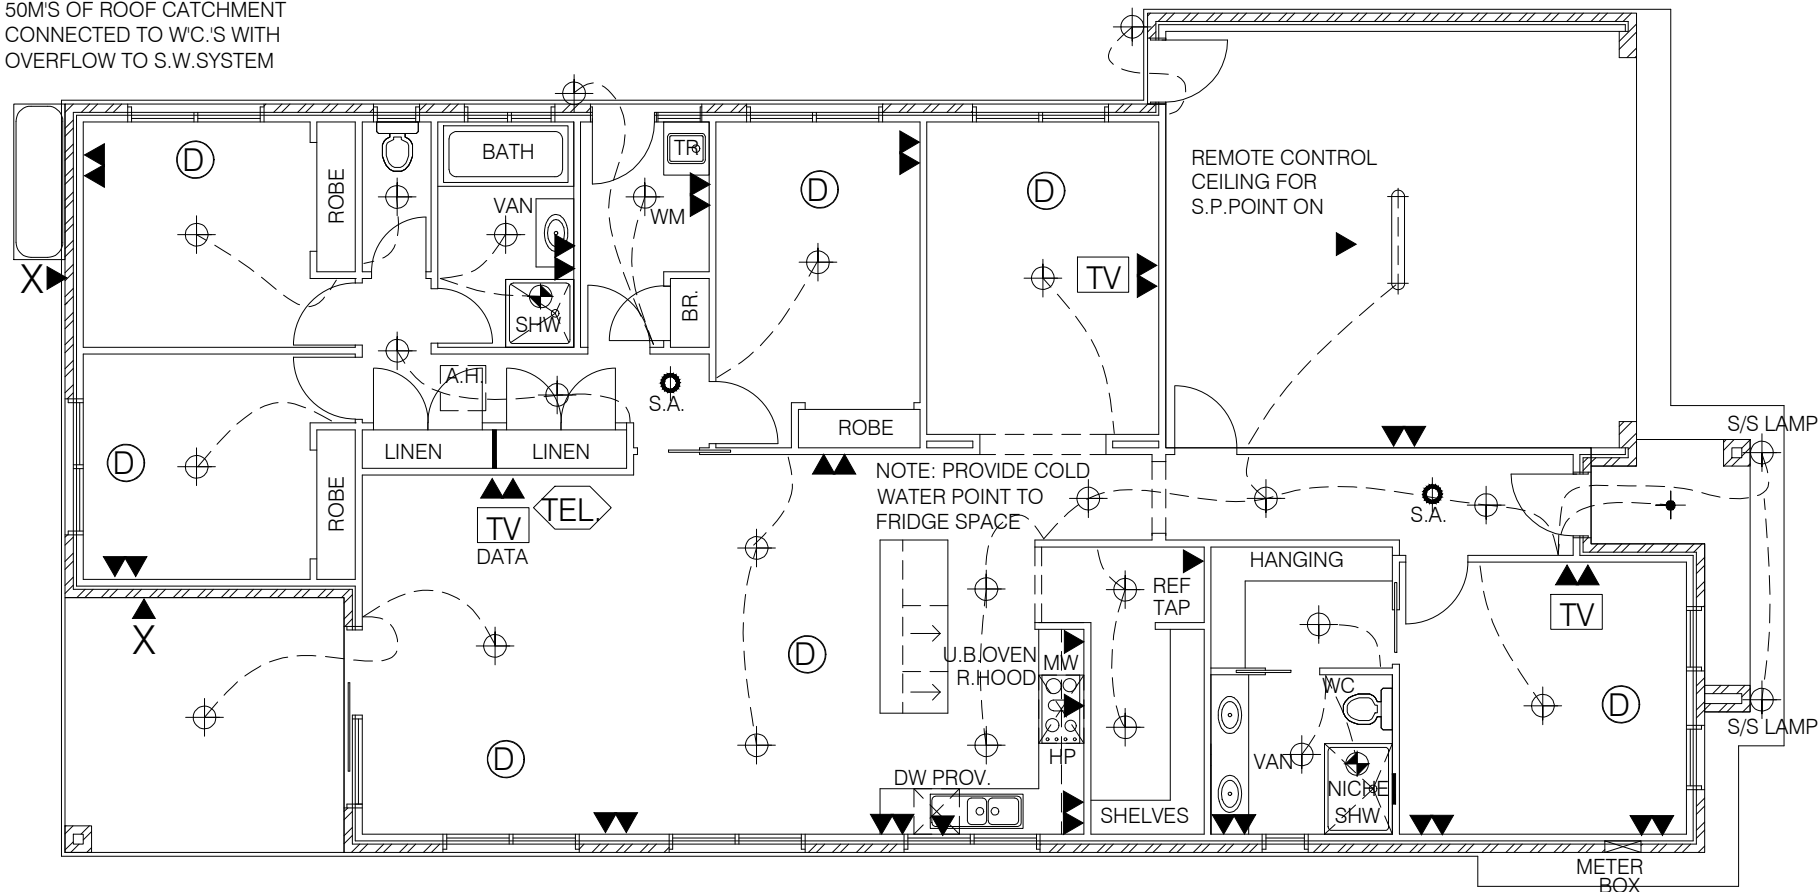 50M'S OF ROOF CATCHMENT
CONNECTED TO W'C.'S WITH
OVERFLOW TO S.W.SYSTEM
D
ROBE
BATH
VAN
SHW
TR
WM
BR.
D
D
TV
REMOTE CONTROL
CEILING FOR
S.P.POINT ON
X
A.H.
S.A.
LINEN
LINEN
ROBE
D
ROBE
TV
DATA
TEL.
NOTE: PROVIDE COLD
WATER POINT TO
FRIDGE SPACE
S.A.
S/S LAMP
X
REF
TAP
HANGING
TV
D
U.B.OVEN
R.HOOD
MW
HP
D
DW PROV.
SHELVES
WC
VAN
NICHE
SHW
D
S/S LAMP
METER
BOX